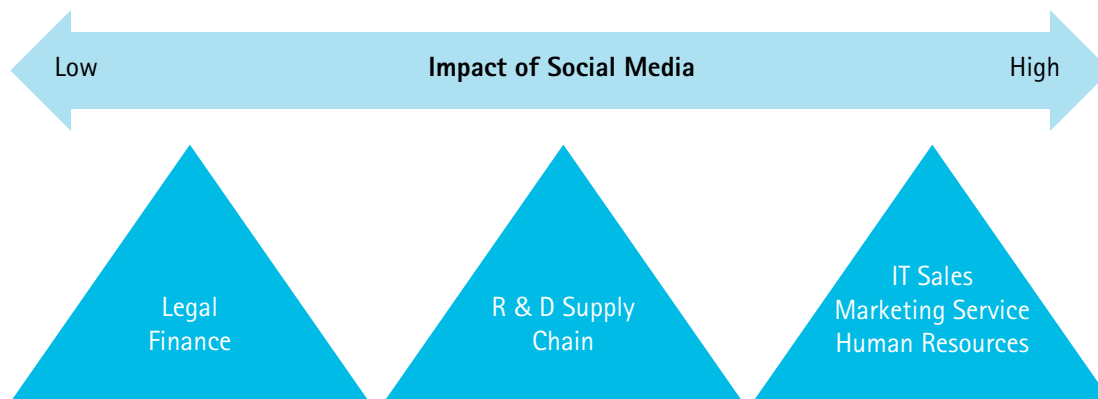 Low Impact of Social Media High
Legal
Finance
R & D Supply
Chain
IT Sales
Marketing Service
Human Resources